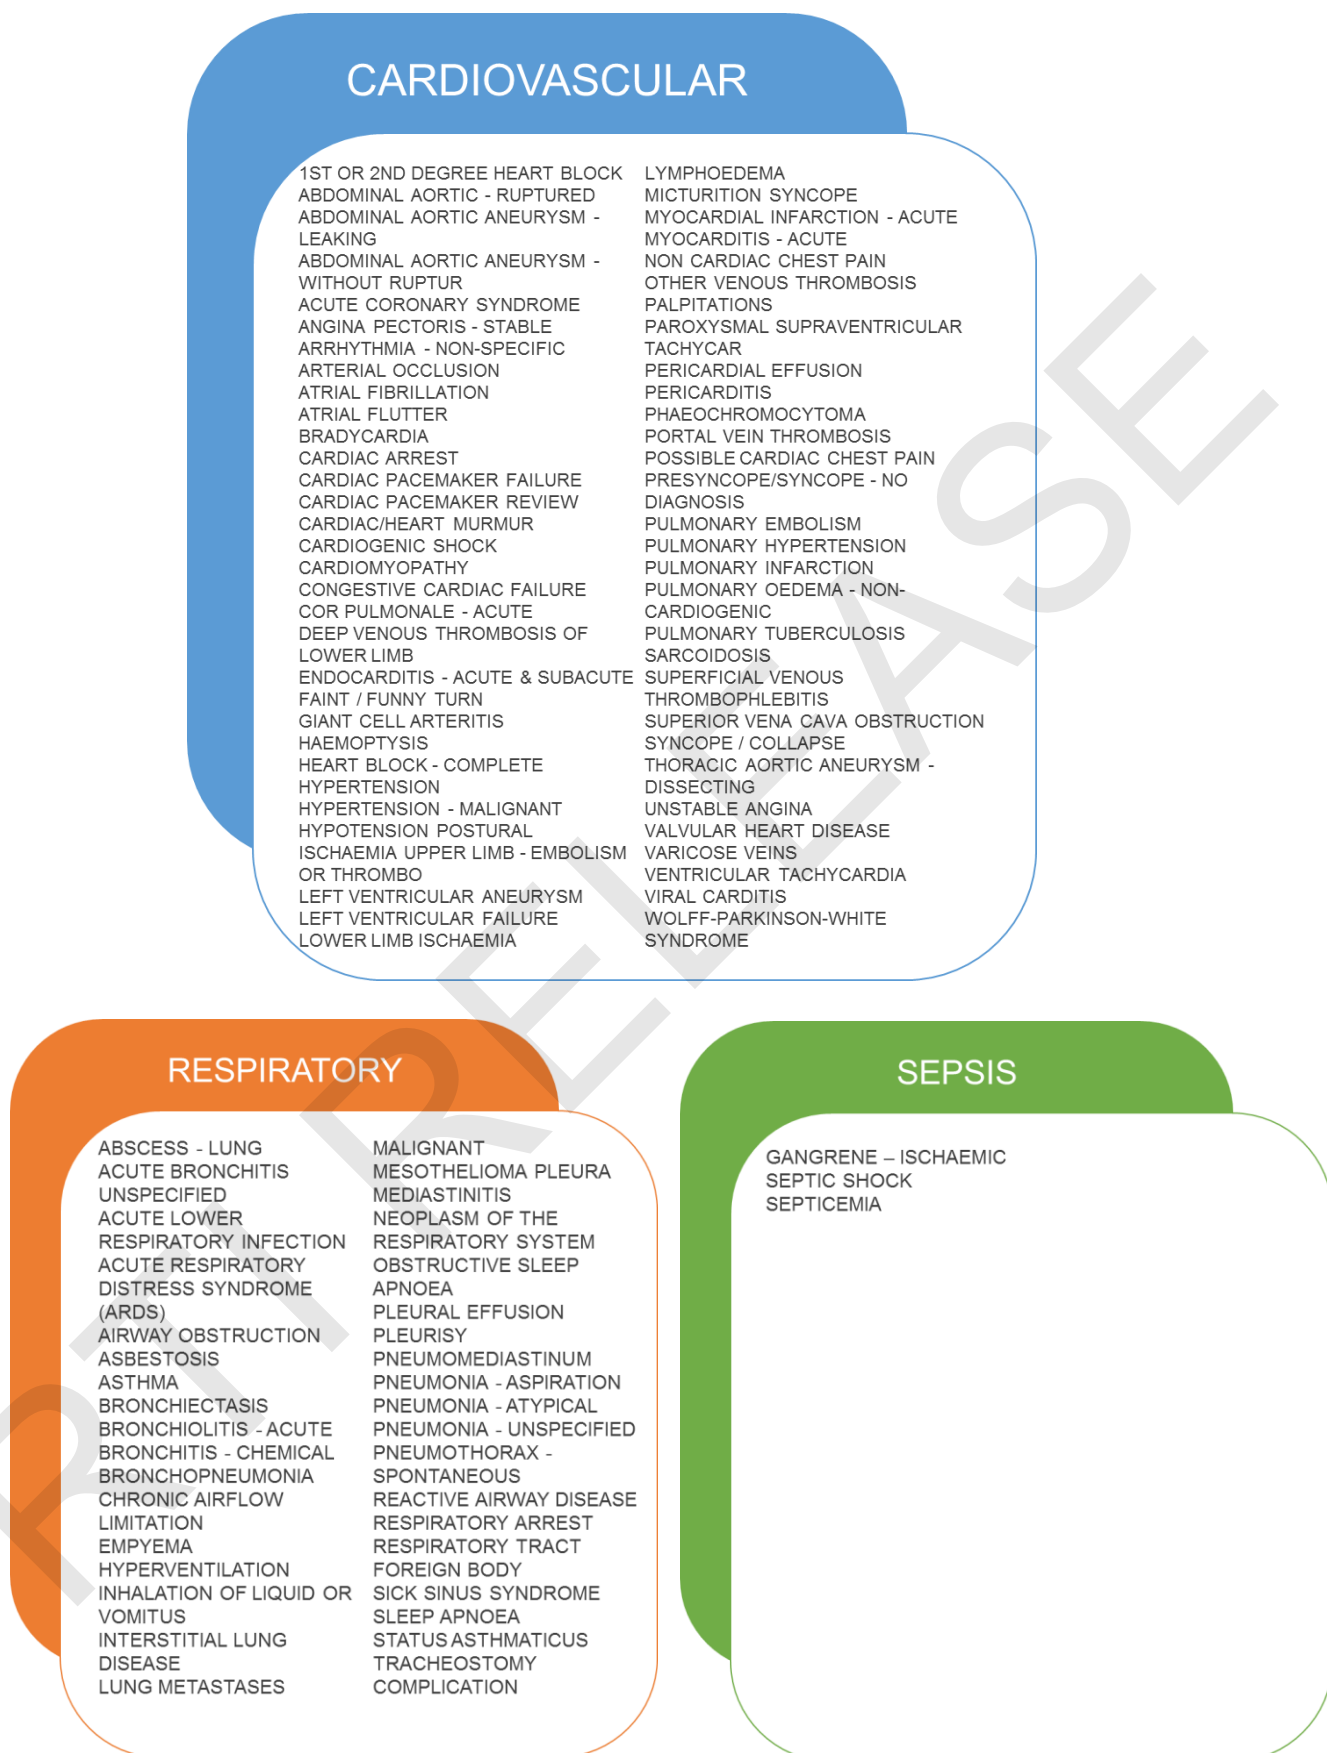 CARDIOVASCULAR
1ST OR 2ND DEGREE HEART BLOCK
ABDOMINAL AORTIC - RUPTURED
ABDOMINAL AORTIC ANEURYSM -
LEAKING
ABDOMINAL AORTIC ANEURYSM -
WITHOUT RUPTUR
ACUTE CORONARY SYNDROME
ANGINA PECTORIS - STABLE
ARRHYTHMIA - NON-SPECIFIC
ARTERIAL OCCLUSION
ATRIAL FIBRILLATION
ATRIAL FLUTTER
BRADYCARDIA
CARDIAC ARREST
CARDIAC PACEMAKER FAILURE
CARDIAC PACEMAKER REVIEW
CARDIAC/HEART MURMUR
CARDIOGENIC SHOCK
CARDIOMYOPATHY
CONGESTIVE CARDIAC FAILURE
COR PULMONALE - ACUTE
DEEP VENOUS THROMBOSIS OF
LOWER LIMB
ENDOCARDITIS - ACUTE & SUBACUTE
FAINT / FUNNY TURN
GIANT CELL ARTERITIS
HAEMOPTYSIS
HEART BLOCK - COMPLETE
HYPERTENSION
HYPERTENSION - MALIGNANT
HYPOTENSION POSTURAL
ISCHAEMIA UPPER LIMB - EMBOLISM
OR THROMBO
LEFT VENTRICULAR ANEURYSM
LEFT VENTRICULAR FAILURE
LOWER LIMB ISCHAEMIA
LYMPHOEDEMA
MICTURITION SYNCOPE
MYOCARDIAL INFARCTION - ACUTE
MYOCARDITIS - ACUTE
NON CARDIAC CHEST PAIN
OTHER VENOUS THROMBOSIS
PALPITATIONS
PAROXYSMAL SUPRAVENTRICULAR
TACHYCAR
PERICARDIAL EFFUSION
PERICARDITIS
PHAEOCHROMOCYTOMA
PORTAL VEIN THROMBOSIS
POSSIBLE CARDIAC CHEST PAIN
PRESYNCOPE/SYNCOPE - NO
DIAGNOSIS
PULMONARY EMBOLISM
PULMONARY HYPERTENSION
PULMONARY INFARCTION
PULMONARY OEDEMA - NON-
CARDIOGENIC
PULMONARY TUBERCULOSIS
SARCOIDOSIS
SUPERFICIAL VENOUS
THROMBOPHLEBITIS
SUPERIOR VENA CAVA OBSTRUCTION
SYNCOPE / COLLAPSE
THORACIC AORTIC ANEURYSM -
DISSECTING
UNSTABLE ANGINA
VALVULAR HEART DISEASE
VARICOSE VEINS
VENTRICULAR TACHYCARDIA
VIRAL CARDITIS
WOLFF-PARKINSON-WHITE
SYNDROME
RESPIRATORY
ABSCESS - LUNG
ACUTE BRONCHITIS
UNSPECIFIED
ACUTE LOWER
RESPIRATORY INFECTION
ACUTE RESPIRATORY
DISTRESS SYNDROME
(ARDS)
AIRWAY OBSTRUCTION
ASBESTOSIS
ASTHMA
BRONCHIECTASIS
BRONCHIOLITIS - ACUTE
BRONCHITIS - CHEMICAL
BRONCHOPNEUMONIA
CHRONIC AIRFLOW
LIMITATION
EMPYEMA
HYPERVENTILATION
INHALATION OF LIQUID OR
VOMITUS
INTERSTITIAL LUNG
DISEASE
LUNG METASTASES
MALIGNANT
MESOTHELIOMA PLEURA
MEDIASTINITIS
NEOPLASM OF THE
RESPIRATORY SYSTEM
OBSTRUCTIVE SLEEP
APNOEA
PLEURAL EFFUSION
PLEURISY
PNEUMOMEDIASTINUM
PNEUMONIA - ASPIRATION
PNEUMONIA - ATYPICAL
PNEUMONIA - UNSPECIFIED
PNEUMOTHORAX -
SPONTANEOUS
REACTIVE AIRWAY DISEASE
RESPIRATORY ARREST
RESPIRATORY TRACT
FOREIGN BODY
SICK SINUS SYNDROME
SLEEP APNOEA
STATUS ASTHMATICUS
TRACHEOSTOMY
COMPLICATION
SEPSIS
GANGRENE – ISCHAEMIC
SEPTIC SHOCK
SEPTICEMIA
RTI RELEASE